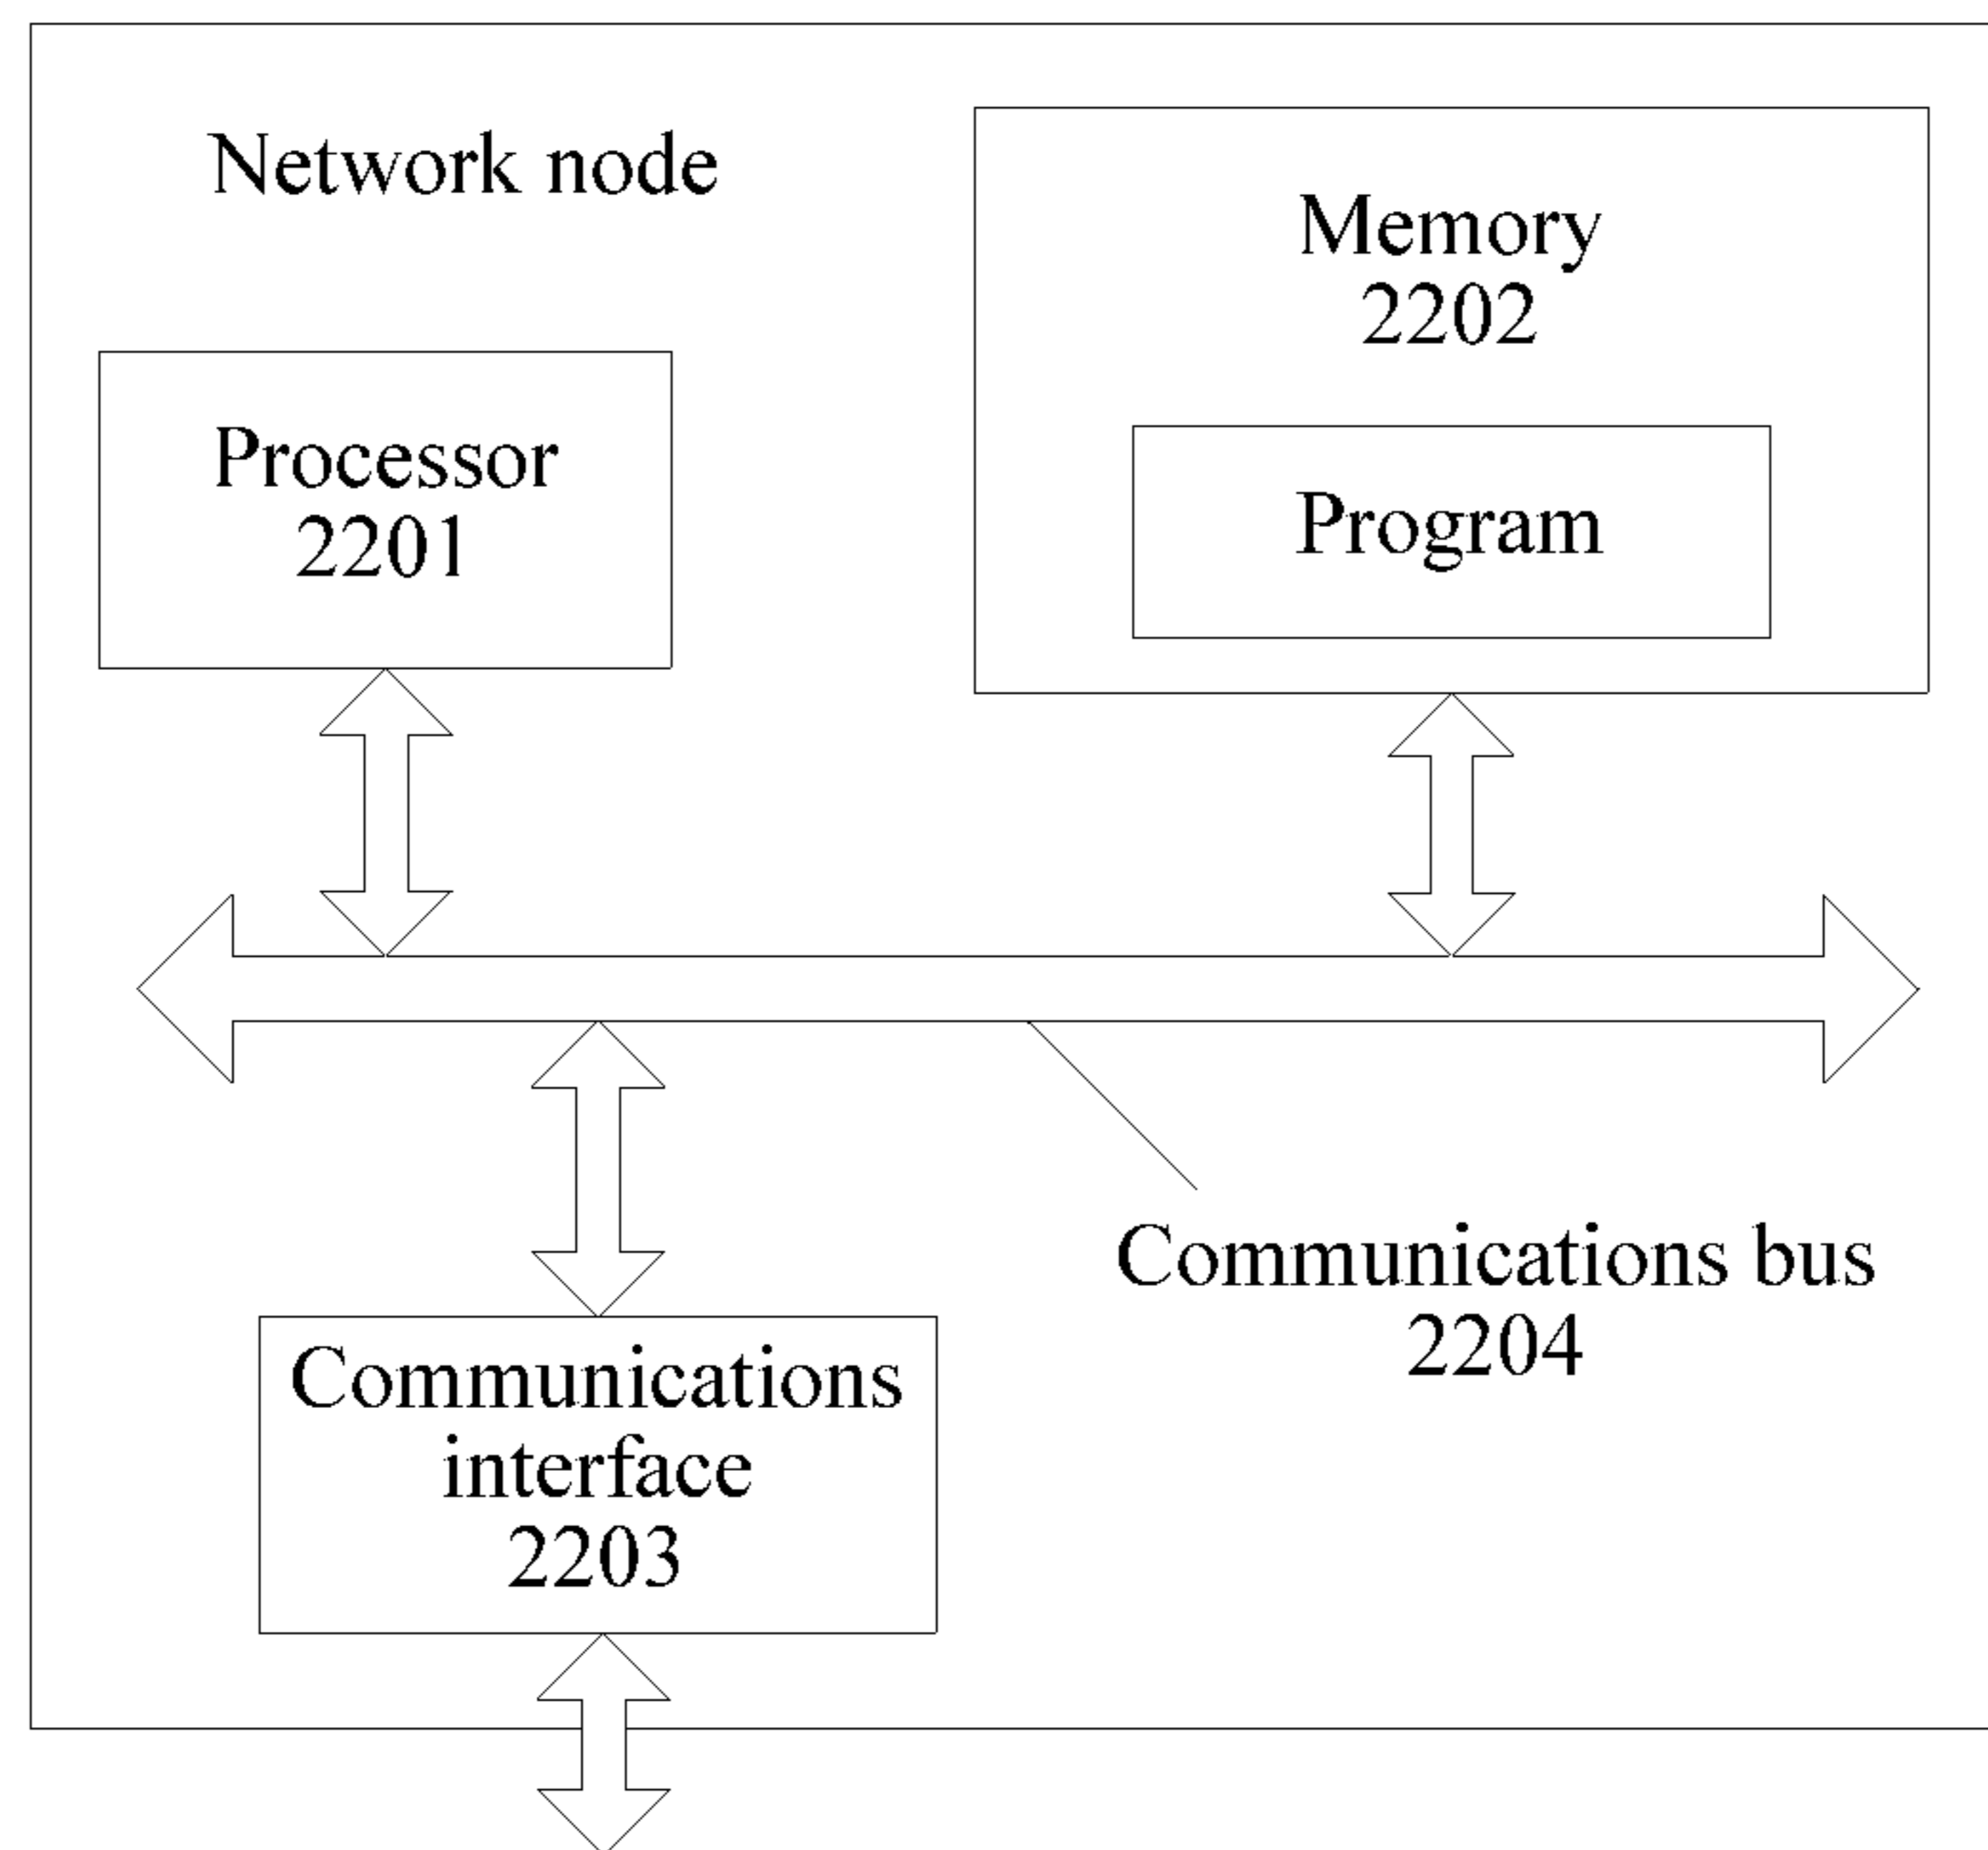 Network node
Memory
2202
Program
Processor
2201
Communications bus
2204
Communications
interface
2203